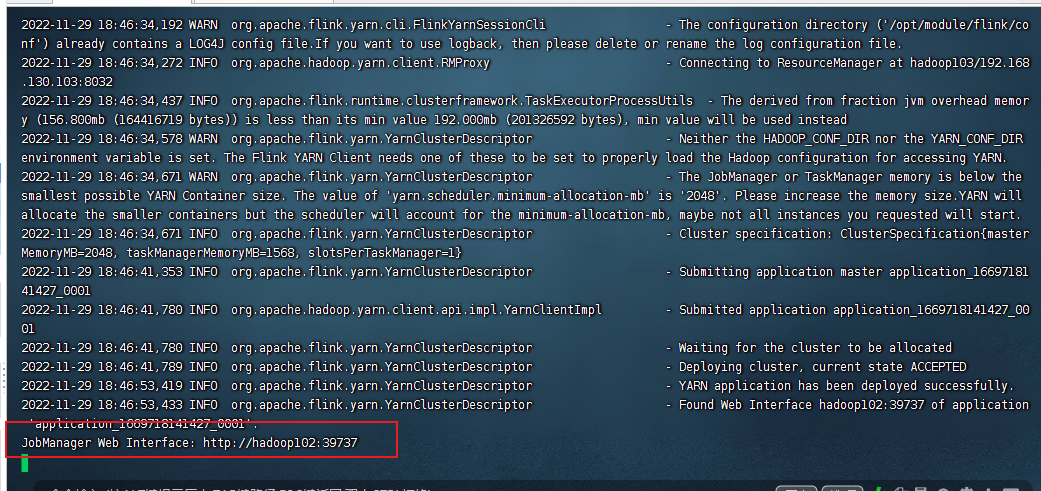 2022-11-29 18:46:34,192 WARN  org.apache.flink.yarn.cli.FlinkYarnSessionCli                - The configuration directory ('/opt/module/flink/co
nf') already contains a LOG4J config file.If you want to use logback, then please delete or rename the log configuration file.
2022-11-29 18:46:34,272 INFO  org.apache.hadoop.yarn.client.RMProxy                        - Connecting to ResourceManager at hadoop103/192.168
.130.103:8032
2022-11-29 18:46:34,437 INFO  org.apache.flink.runtime.clusterframework.TaskExecutorProcessUtils  - The derived from fraction jvm overhead memor
y (156.800mb (164416719 bytes)) is less than its min value 192.000mb (201326592 bytes), min value will be used instead
2022-11-29 18:46:34,578 WARN  org.apache.flink.yarn.YarnClusterDescriptor                  - Neither the HADOOP_CONF_DIR nor the YARN_CONF_DIR
environment variable is set. The Flink YARN Client needs one of these to be set to properly load the Hadoop configuration for accessing YARN.
2022-11-29 18:46:34,671 WARN  org.apache.flink.yarn.YarnClusterDescriptor                  - The JobManager or TaskManager memory is below the
smallest possible YARN Container size. The value of 'yarn.scheduler.minimum-allocation-mb' is '2048'. Please increase the memory size.YARN will
allocate the smaller containers but the scheduler will account for the minimum-allocation-mb, maybe not all instances you requested will start.
2022-11-29 18:46:34,671 INFO  org.apache.flink.yarn.YarnClusterDescriptor                  - Cluster specification: ClusterSpecification{master
MemoryMB=2048, taskManagerMemoryMB=1568, slotsPerTaskManager=1}
2022-11-29 18:46:41,353 INFO  org.apache.flink.yarn.YarnClusterDescriptor                  - Submitting application master application_16697181
41427_0001
2022-11-29 18:46:41,780 INFO  org.apache.hadoop.yarn.client.api.impl.YarnClientImpl        - Submitted application application_1669718141427_00
01
2022-11-29 18:46:41,780 INFO  org.apache.flink.yarn.YarnClusterDescriptor                  - Waiting for the cluster to be allocated
2022-11-29 18:46:41,789 INFO  org.apache.flink.yarn.YarnClusterDescriptor                  - Deploying cluster, current state ACCEPTED
2022-11-29 18:46:53,419 INFO  org.apache.flink.yarn.YarnClusterDescriptor                  - YARN application has been deployed successfully.
2022-11-29 18:46:53,433 INFO  org.apache.flink.yarn.YarnClusterDescriptor                  - Found Web Interface hadoop102:39737 of application
'application_1669718141427_0001'.
JobManager Web Interface: http://hadoop102:39737